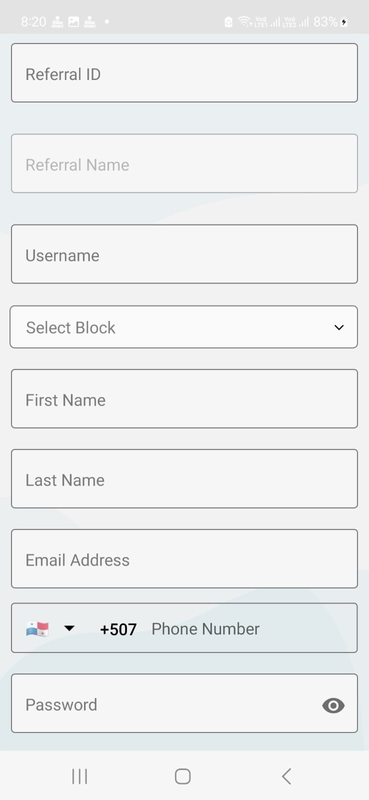 8:20
83%
Referral ID
Referral Name
Username
Select Block
First Name
Last Name
Email Address
+507 Phone Number
Password